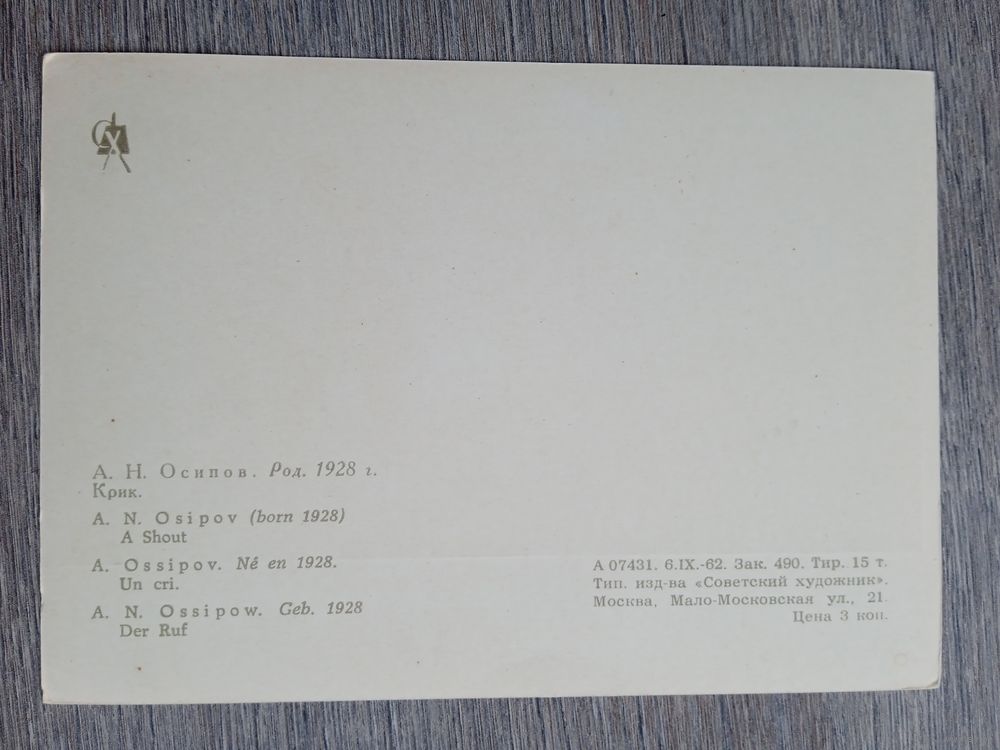 СХ
А. Н. Осипов. Род. 1928 г.
Крик.
A. N. Osipov (born 1928)
A Shout
A. Ossipov. Né en 1928.
Un cri.
A. N. Ossipow. Geb. 1928
Der Ruf
А 07431. 6.IX.-62. Зак. 490. Тир. 15 т.
Тип. изд-ва «Советский художник».
Москва, Мало-Московская ул., 21.
Цена 3 коп.